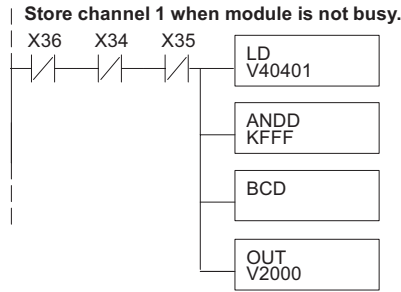 Store channel 1 when module is not busy.
X36 X34 X35
LD
V40401
ANDD
KFFF
BCD
OUT
V2000